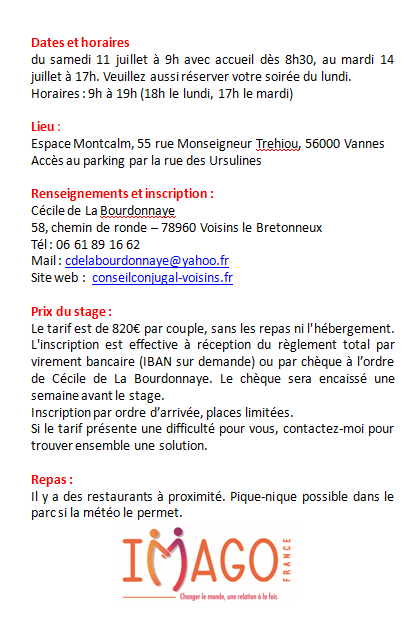 Dates et horaires
du samedi 11 juillet à 9h avec accueil dès 8h30, au mardi 14
juillet à 17h. Veuillez aussi réserver votre soirée du lundi.
Horaires : 9h à 19h (18h le lundi, 17h le mardi)
Lieu :
Espace Montcalm, 55 rue Monseigneur Trehiou, 56000 Vannes
Accès au parking par la rue des Ursulines
Renseignements et inscription :
Cécile de La Bourdonnaye
58, chemin de ronde – 78960 Voisins le Bretonneux
Tél : 06 61 89 16 62
Mail : cdelabourdonnaye@yahoo.fr
Site web : conseilconjugal-voisins.fr
Prix du stage :
Le tarif est de 820€ par couple, sans les repas ni l'hébergement.
L'inscription est effective à réception du règlement total par
virement bancaire (IBAN sur demande) ou par chèque à l’ordre
de Cécile de La Bourdonnaye. Le chèque sera encaissé une
semaine avant le stage.
Inscription par ordre d’arrivée, places limitées.
Si le tarif présente une difficulté pour vous, contactez-moi pour
trouver ensemble une solution.
Repas :
Il y a des restaurants à proximité. Pique-nique possible dans le
parc si la météo le permet.
IMAGO
FRANCE
Changer le monde, une relation à la fois